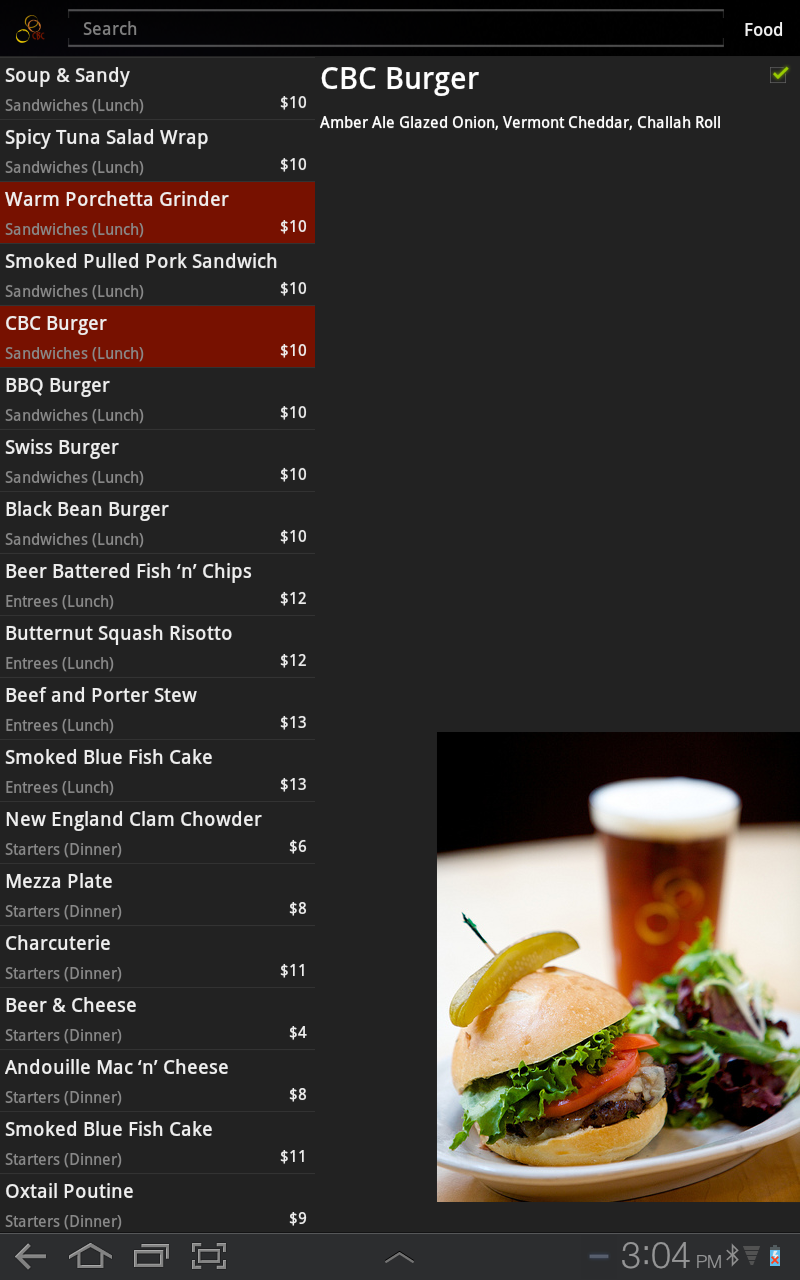 CBC
Search
Food
Soup & Sandy
Sandwiches (Lunch) $10
Spicy Tuna Salad Wrap
Sandwiches (Lunch) $10
Warm Porchetta Grinder
Sandwiches (Lunch) $10
Smoked Pulled Pork Sandwich
Sandwiches (Lunch) $10
CBC Burger
Sandwiches (Lunch) $10
BBQ Burger
Sandwiches (Lunch) $10
Swiss Burger
Sandwiches (Lunch) $10
Black Bean Burger
Sandwiches (Lunch) $10
Beer Battered Fish ‘n’ Chips
Entrees (Lunch) $12
Butternut Squash Risotto
Entrees (Lunch) $12
Beef and Porter Stew
Entrees (Lunch) $13
Smoked Blue Fish Cake
Entrees (Lunch) $13
New England Clam Chowder
Starters (Dinner) $6
Mezza Plate
Starters (Dinner) $8
Charcuterie
Starters (Dinner) $11
Beer & Cheese
Starters (Dinner) $4
Andouille Mac ‘n’ Cheese
Starters (Dinner) $8
Smoked Blue Fish Cake
Starters (Dinner) $11
Oxtail Poutine
Starters (Dinner) $9
CBC Burger
Amber Ale Glazed Onion, Vermont Cheddar, Challah Roll
3:04 PM